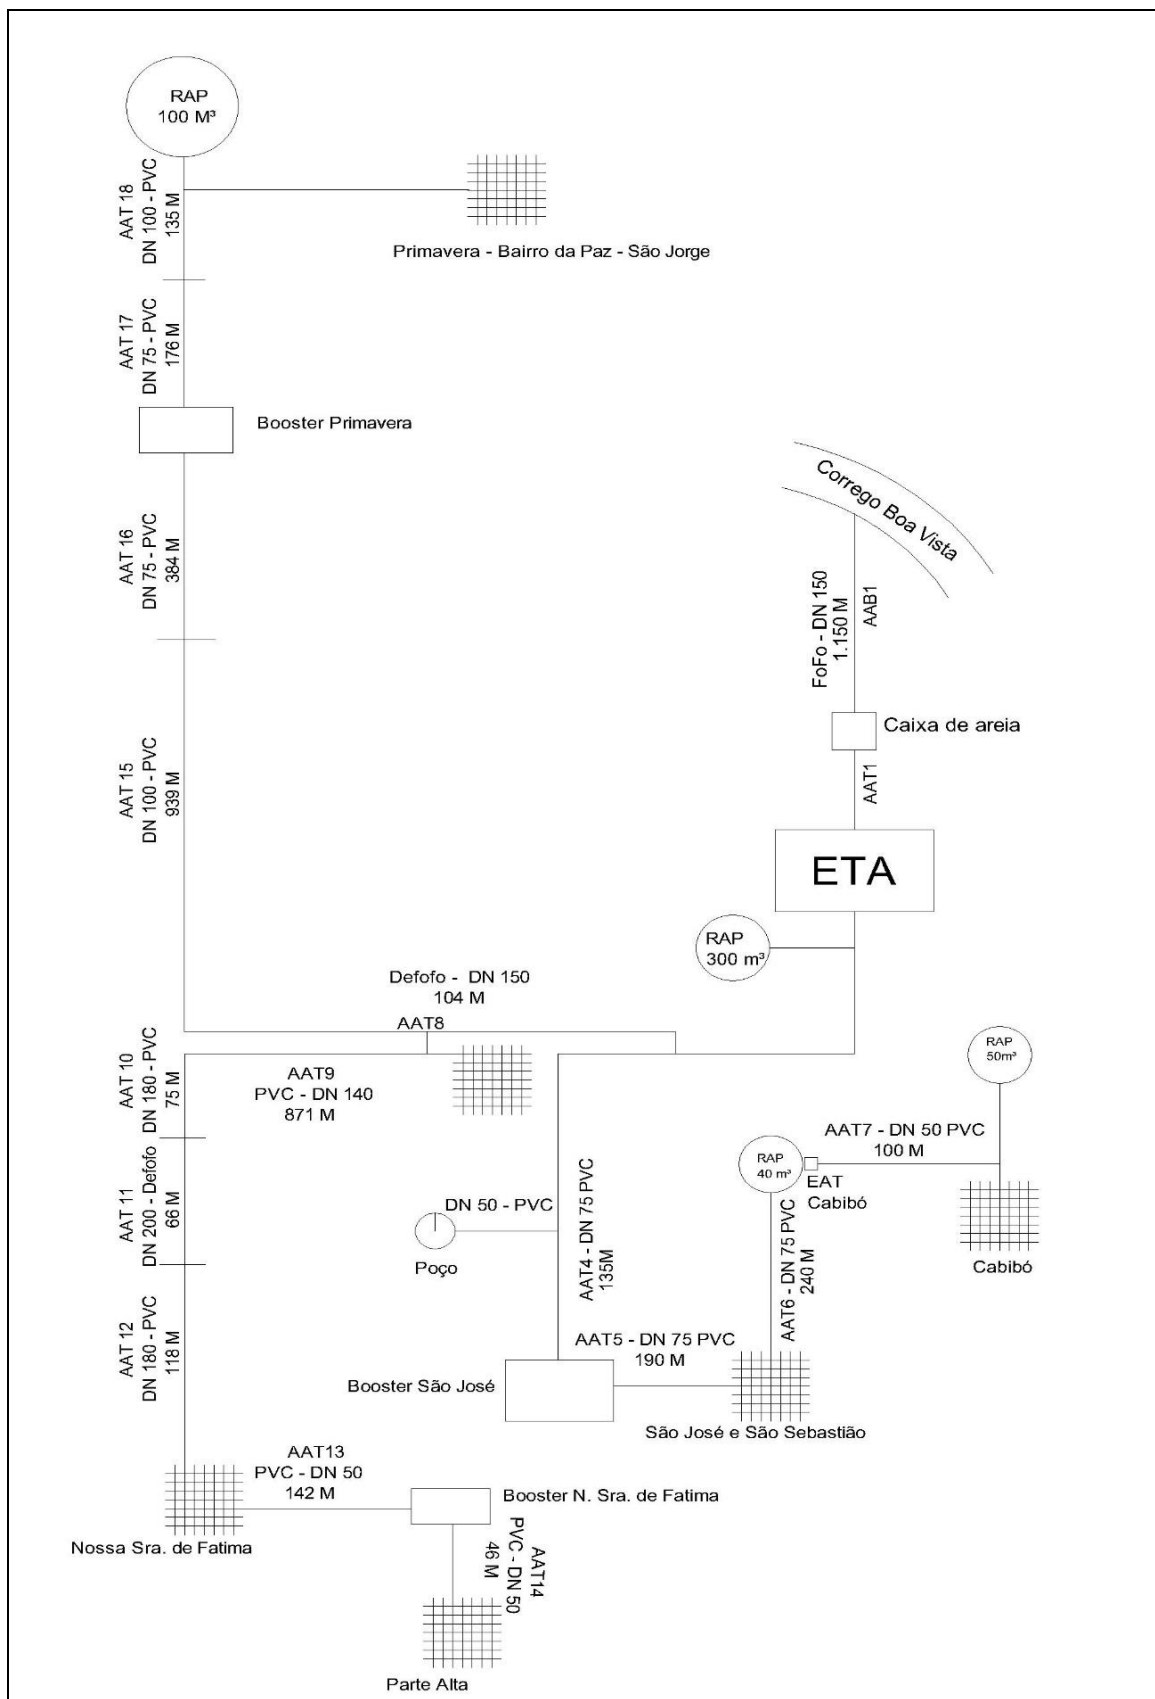 RAP
100 M³
AAT 18
DN 100 - PVC
135 M
Primavera - Bairro da Paz - São Jorge
AAT 17
DN 75 - PVC
176 M
Booster Primavera
Corrego Boa Vista
AAT 16
DN 75 - PVC
384 M
FoFo - DN 150
1.150 M
AAB1
Caixa de areia
AAT 15
DN 100 - PVC
939 M
AAT1
ETA
RAP
300 m³
Defofo - DN 150
104 M
AAT8
AAT 10
DN 180 - PVC
75 M
AAT9
PVC - DN 140
871 M
RAP
50m³
AAT7 - DN 50 PVC
100 M
RAP
40 m³
EAT
Cabibó
AAT 11
DN 200 - Defofo
66 M
DN 50 - PVC
Poço
AAT4 - DN 75 PVC
135M
AAT6 - DN 75 PVC
240 M
Cabibó
AAT 12
DN 180 - PVC
118 M
AAT5 - DN 75 PVC
190 M
Booster São José
São José e São Sebastião
AAT13
PVC - DN 50
142 M
Booster N. Sra. de Fatima
Nossa Sra. de Fatima
AAT14
PVC - DN 50
46 M
Parte Alta